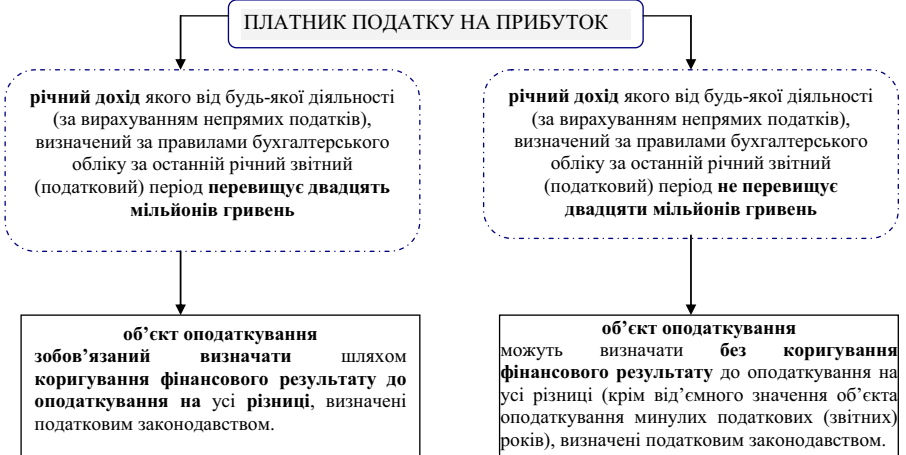 ПЛАТНИК ПОДАТКУ НА ПРИБУТОК
річний дохід якого від будь-якої діяльності
(за вирахуванням непрямих податків),
визначений за правилами бухгалтерського
обліку за останній річний звітний
(податковий) період перевищує двадцять
мільйонів гривень
річний дохід якого від будь-якої діяльності
(за вирахуванням непрямих податків),
визначений за правилами бухгалтерського
обліку за останній річний звітний
(податковий) період не перевищує
двадцяти мільйонів гривень
об’єкт оподаткування
зобов’язаний визначати шляхом
коригування фінансового результату до
оподаткування на усі різниці, визначені
податковим законодавством.
об’єкт оподаткування
можуть визначати без коригування
фінансового результату до оподаткування на
усі різниці (крім від’ємного значення об’єкта
оподаткування минулих податкових (звітних)
років), визначені податковим законодавством.